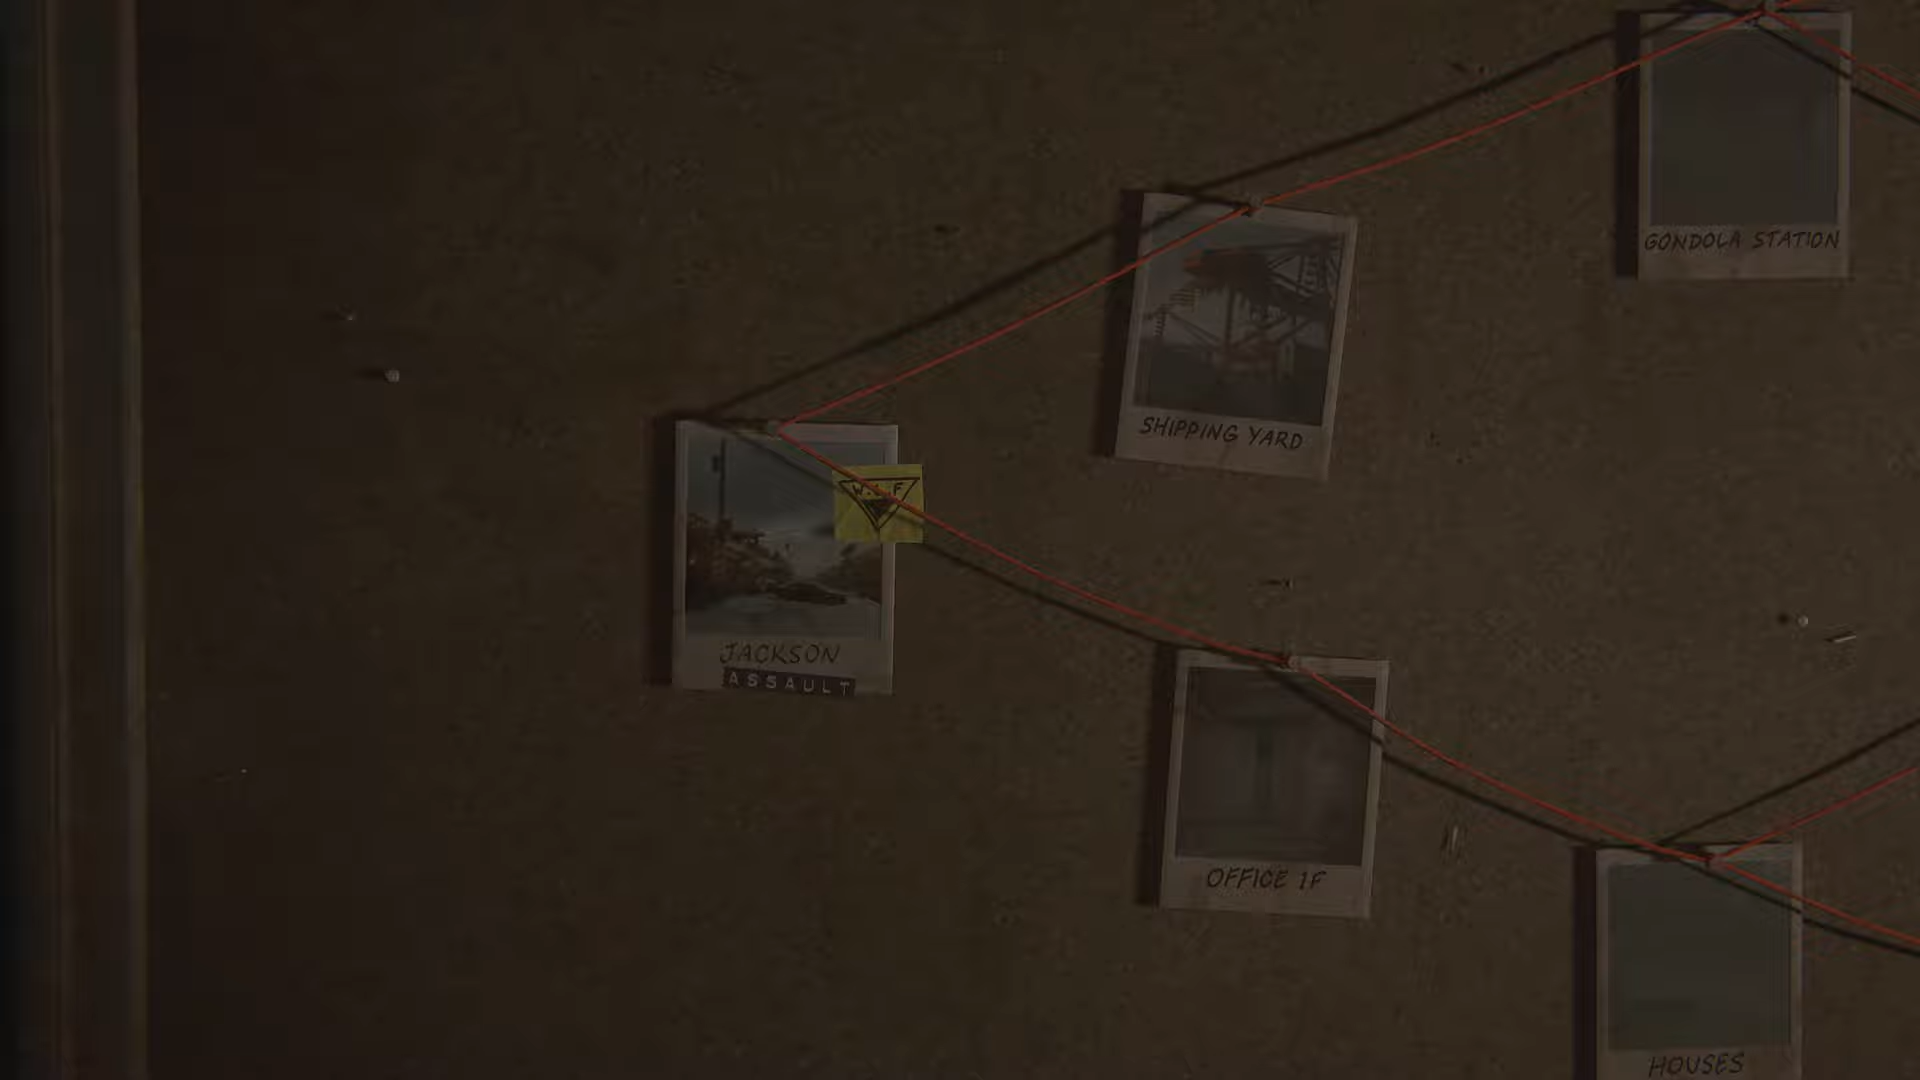 GONDOLA STATION
SHIPPING YARD
W.L.F
JACKSON
ASSAULT
OFFICE 1F
HOUSES